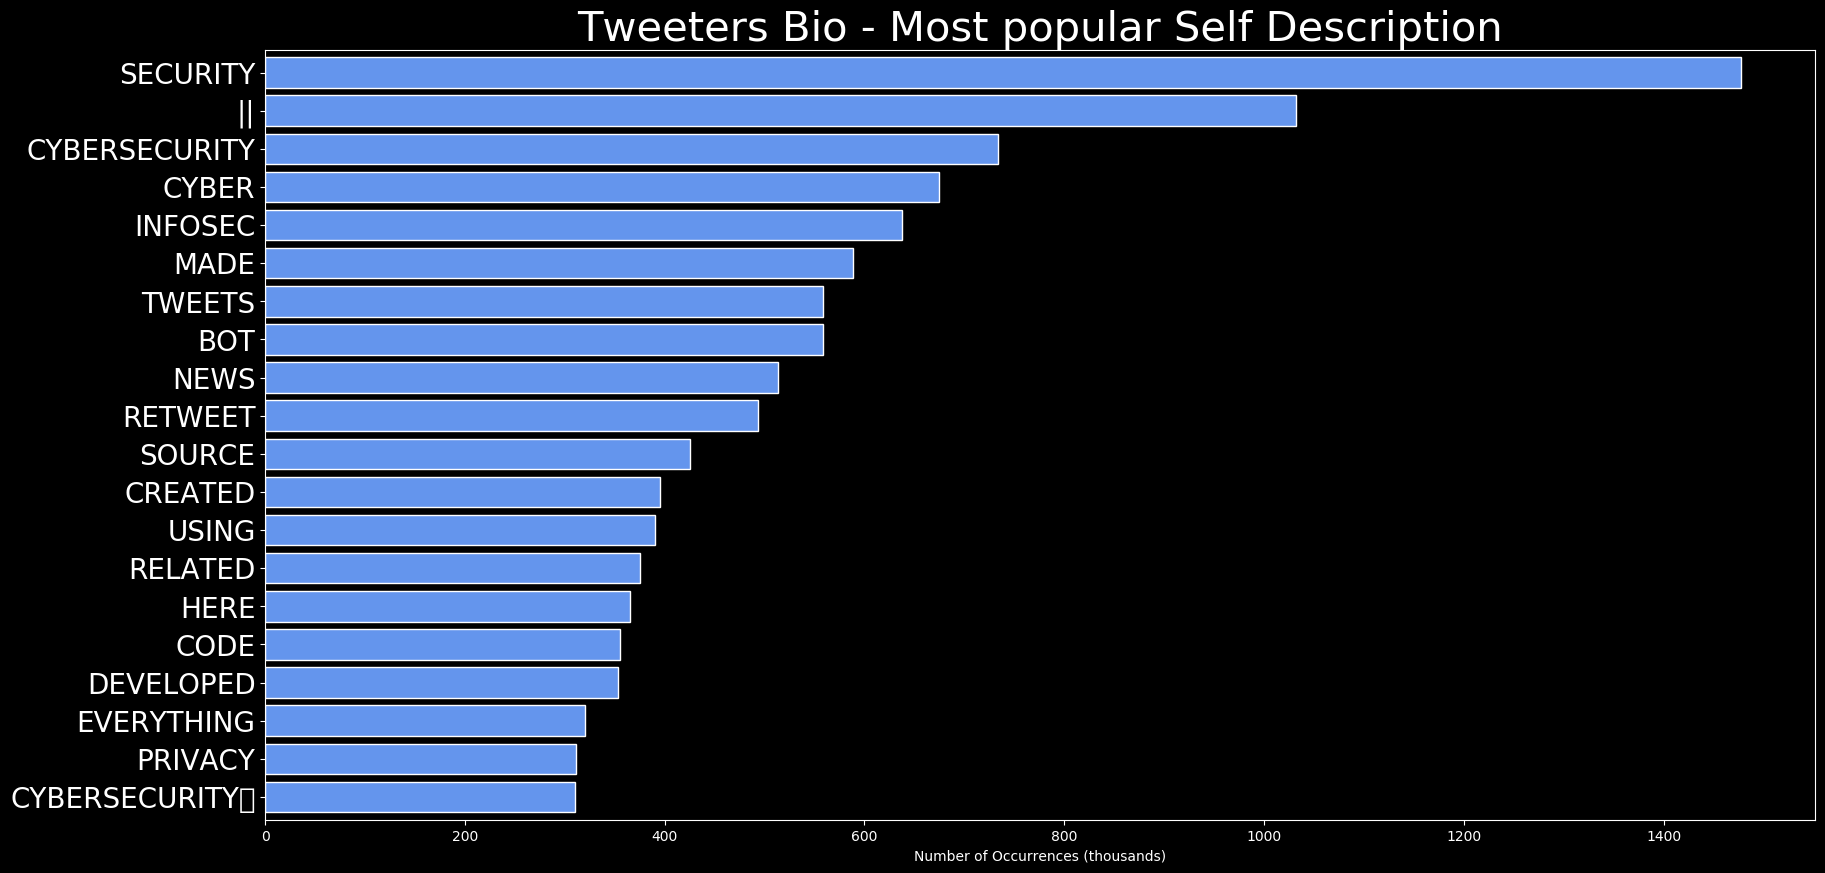 Tweeters Bio - Most popular Self Description
SECURITY
||
CYBERSECURITY
CYBER
INFOSEC
MADE
TWEETS
BOT
NEWS
RETWEET
SOURCE
CREATED
USING
RELATED
HERE
CODE
DEVELOPED
EVERYTHING
PRIVACY
CYBERSECURITY▯
0 200 400 600 800 1000 1200 1400
Number of Occurrences (thousands)